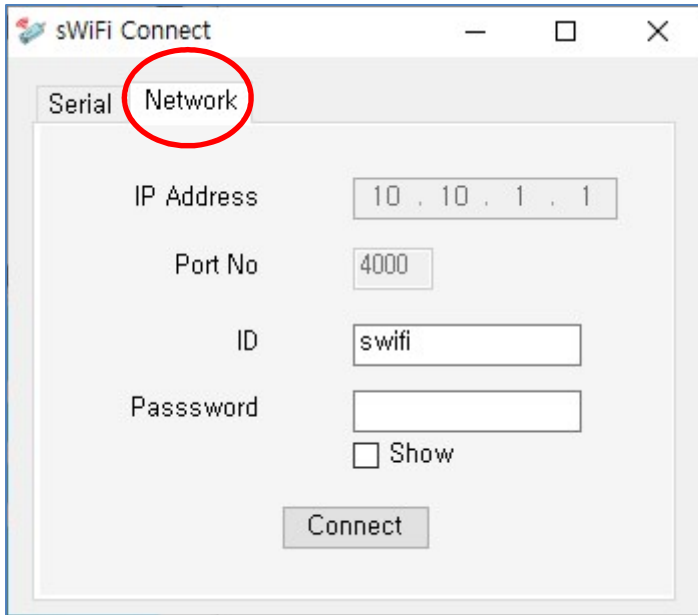 sWiFi Connect
Serial Network
IP Address 10 . 10 . 1 . 1
Port No 4000
ID swifi
Passsword
Show
Connect